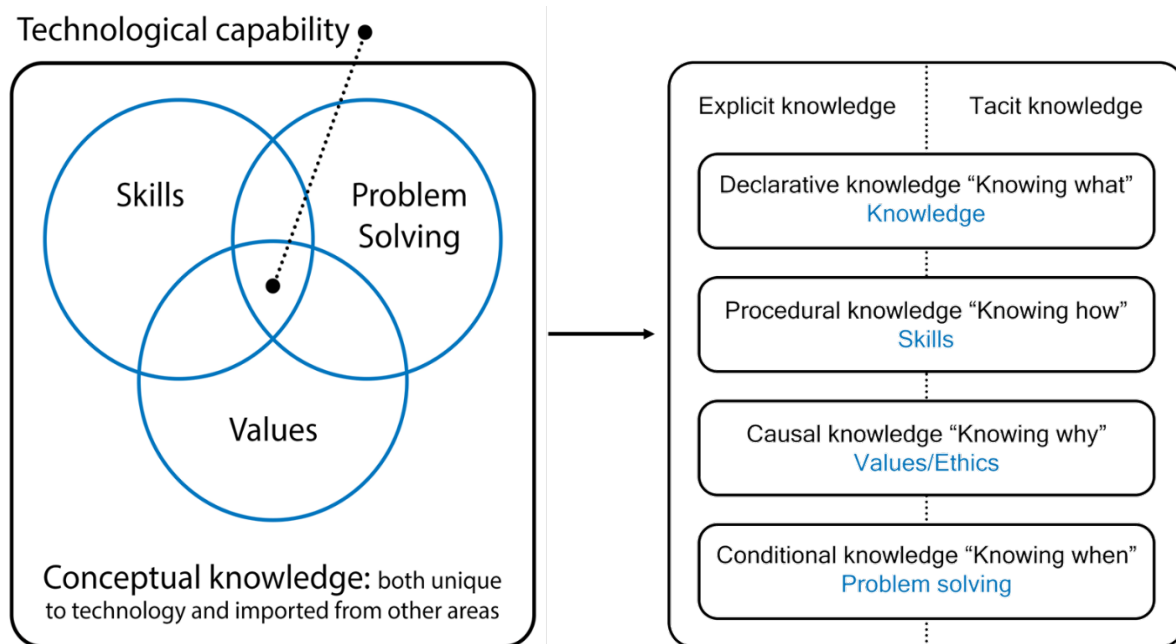 Technological capability
Skills
Problem
Solving
Values
Conceptual knowledge: both unique
to technology and imported from other areas
Explicit knowledge
Tacit knowledge
Declarative knowledge “Knowing what”
Knowledge
Procedural knowledge “Knowing how”
Skills
Causal knowledge “Knowing why”
Values/Ethics
Conditional knowledge “Knowing when”
Problem solving